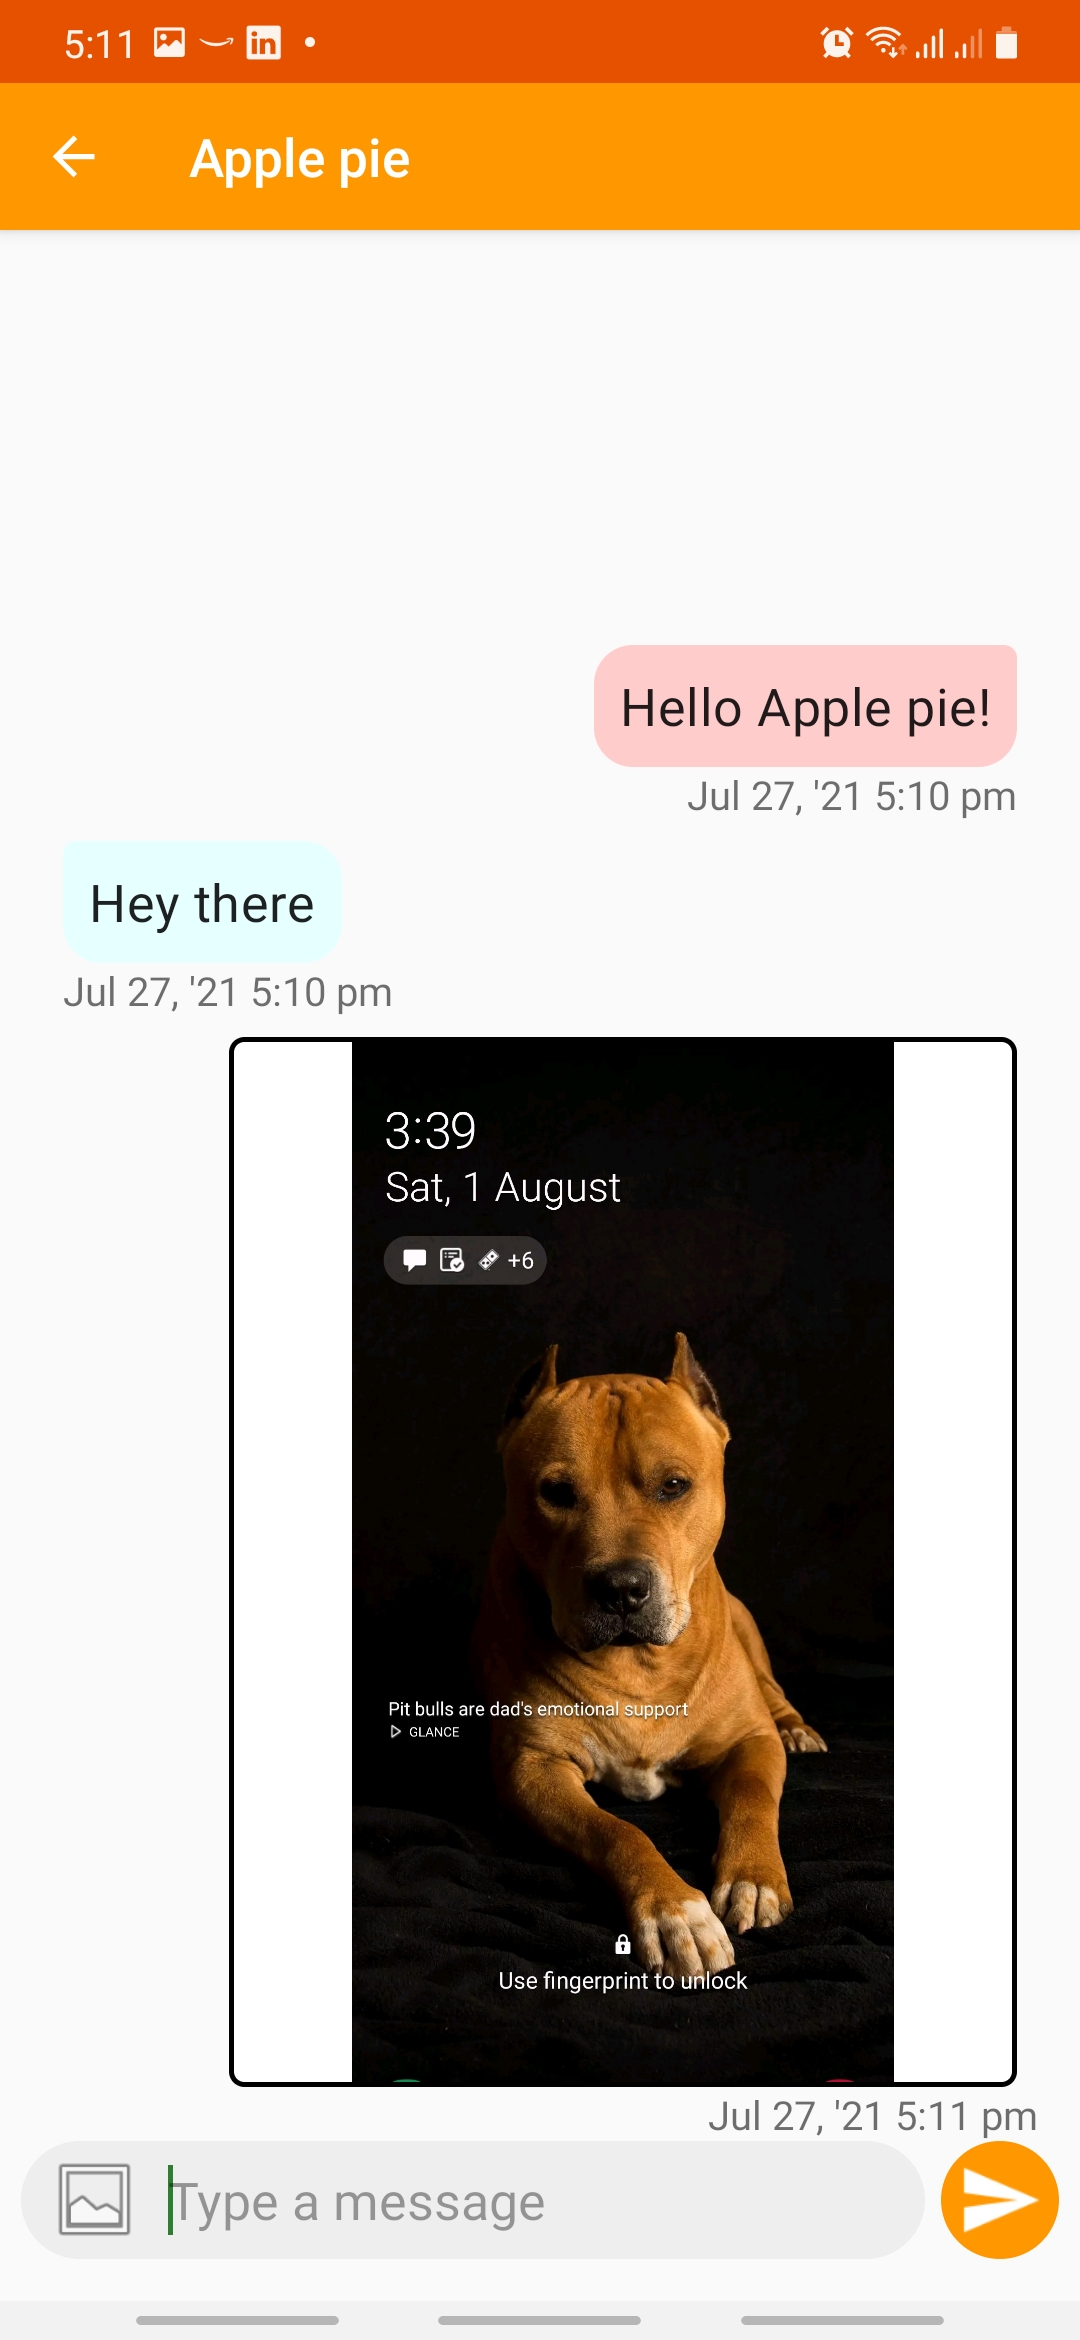 5:11
Apple pie
Hello Apple pie!
Jul 27, '21 5:10 pm
Hey there
Jul 27, '21 5:10 pm
3:39
Sat, 1 August
+6
Pit bulls are dad's emotional support
GLANCE
Use fingerprint to unlock
Jul 27, '21 5:11 pm
Type a message